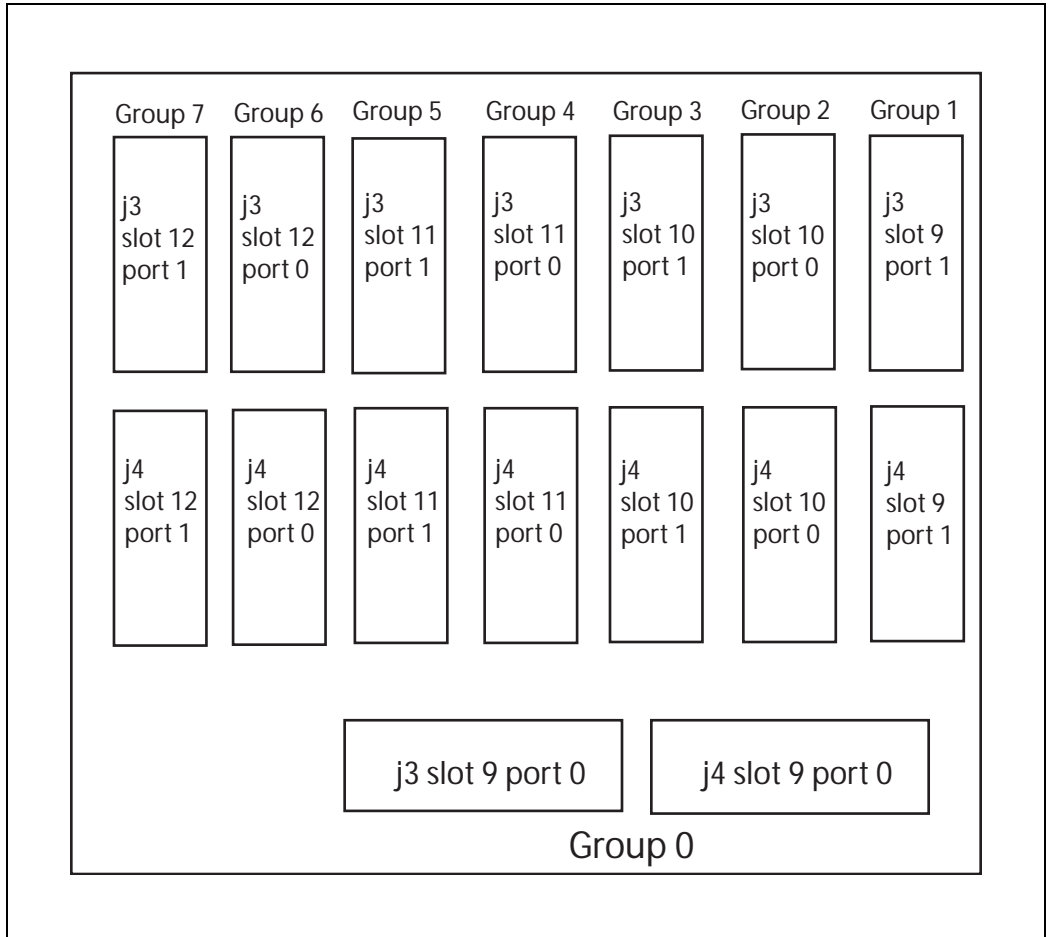 Group 7 Group 6 Group 5 Group 4 Group 3 Group 2 Group 1
j3
slot 12
port 1
j3
slot 12
port 0
j3
slot 11
port 1
j3
slot 11
port 0
j3
slot 10
port 1
j3
slot 10
port 0
j3
slot 9
port 1
j4
slot 12
port 1
j4
slot 12
port 0
j4
slot 11
port 1
j4
slot 11
port 0
j4
slot 10
port 1
j4
slot 10
port 0
j4
slot 9
port 1
j3 slot 9 port 0
j4 slot 9 port 0
Group 0